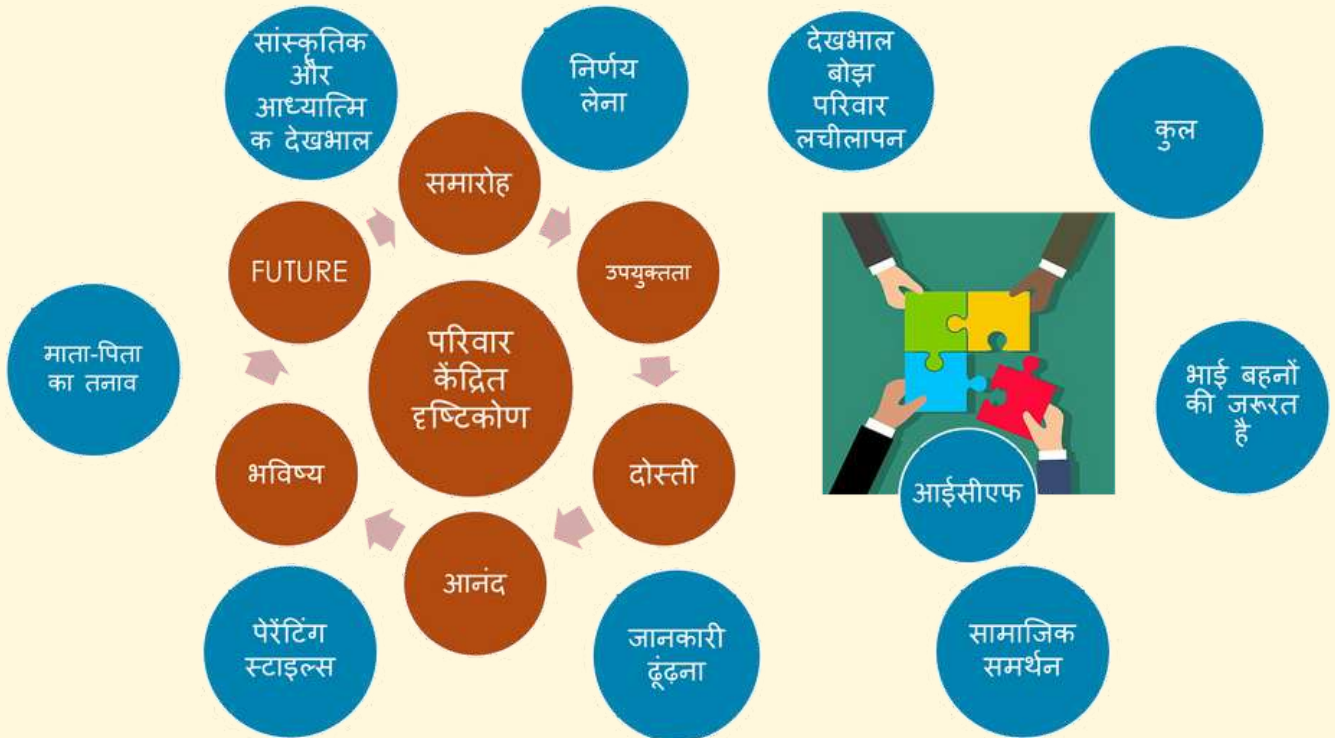 सांस्कृतिक
और
आध्यात्मि
क देखभाल
निर्णय
लेना
देखभाल
बोझ
परिवार
लचीलापन
कुल
समारोह
FUTURE
उपयुक्तता
परिवार
केंद्रित
दृष्टिकोण
माता-पिता
का तनाव
भाई बहनों
की जरूरत
है
भविष्य
दोस्ती
आईसीएफ
आनंद
पेरेंटिंग
स्टाइल्स
जानकारी
ढूंढ़ना
सामाजिक
समर्थन